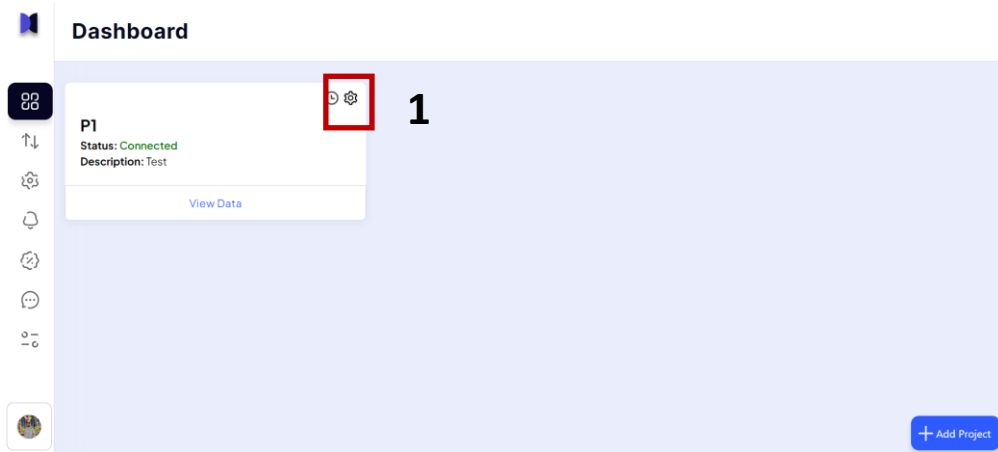 Dashboard
1
P1
Status: Connected
Description: Test
View Data
Add Project